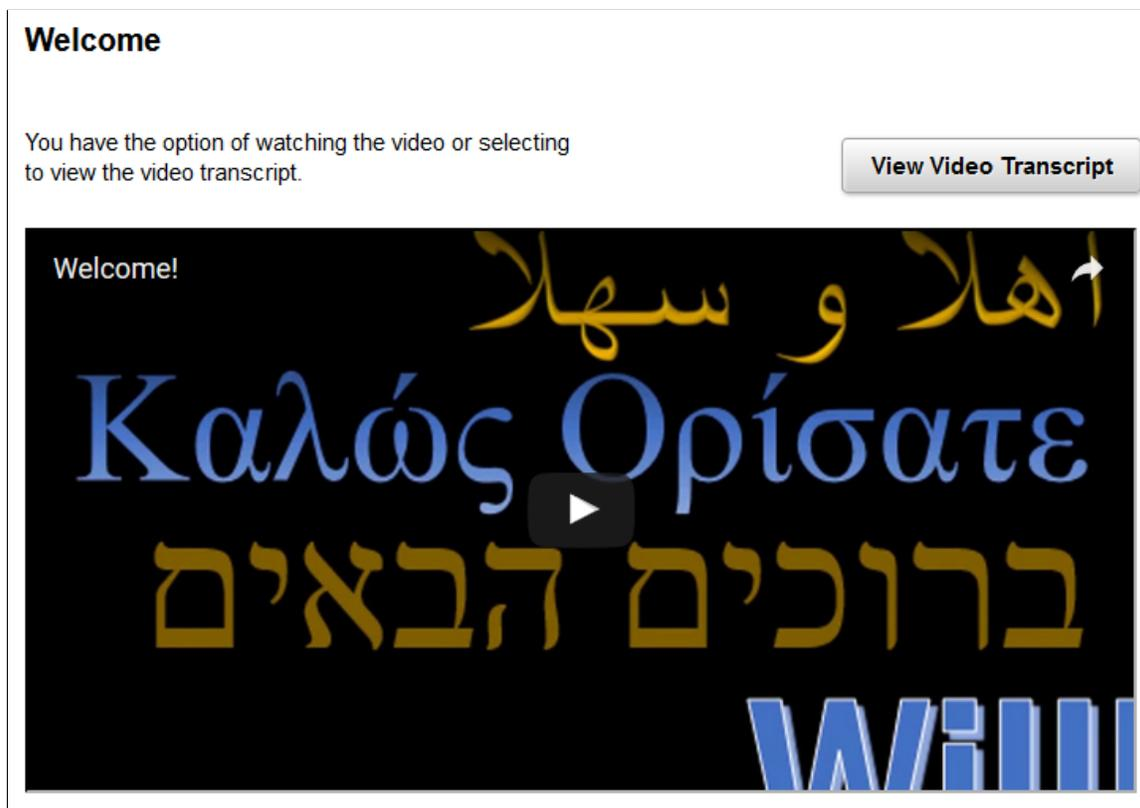 Welcome
You have the option of watching the video or selecting
to view the video transcript.
View Video Transcript
Welcome!
اهلا و سهلا
Καλώς Ορίσατε
ברוכים הבאים